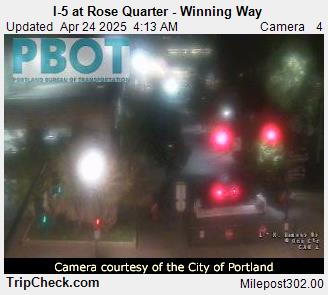 I-5 at Rose Quarter - Winning Way
Updated Apr 24 2025 4:13 AM Camera 4
PBOT
PORTLAND BUREAU OF TRANSPORTATION
Camera courtesy of the City of Portland
TripCheck.com Milepost302.00